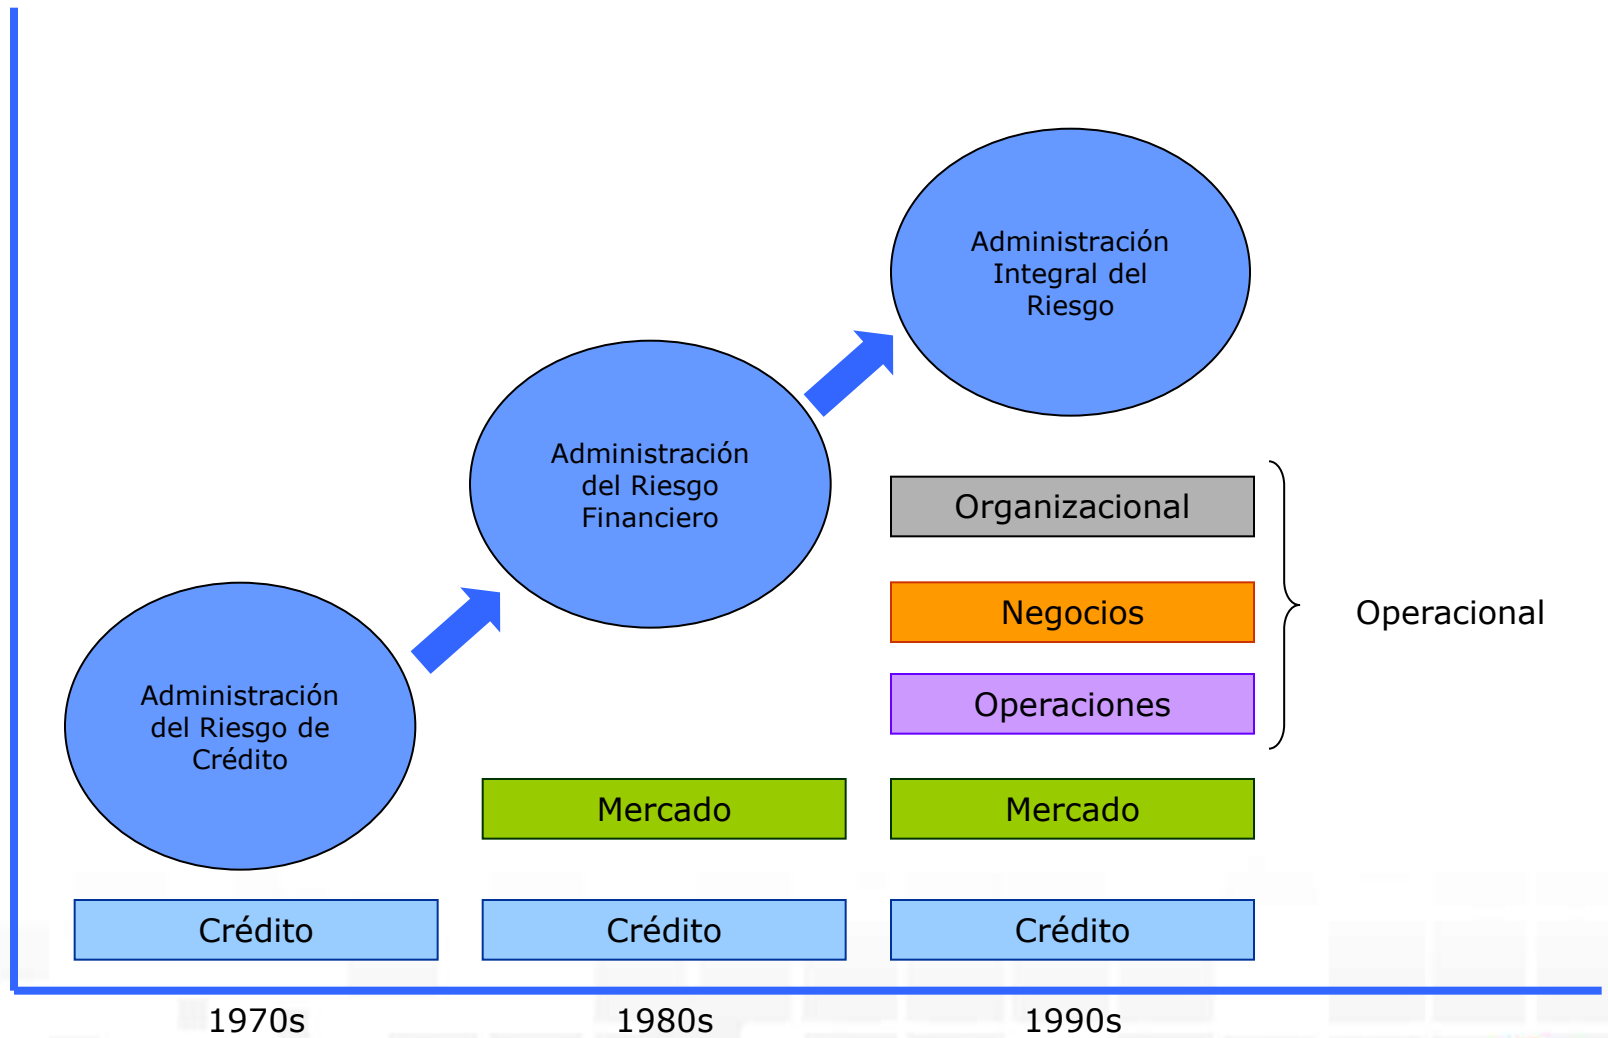 Administración
Integral del
Riesgo
Administración
del Riesgo
Financiero
Organizacional
Negocios
Operacional
Administración
del Riesgo de
Crédito
Operaciones
Mercado
Mercado
Crédito
Crédito
Crédito
1970s
1980s
1990s